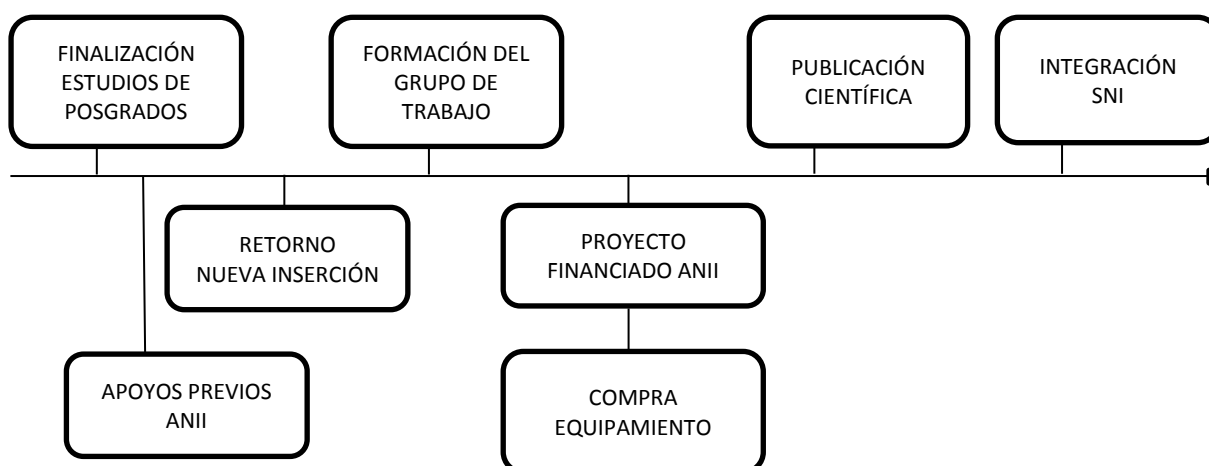 FINALIZACIÓN
ESTUDIOS DE
POSGRADOS
FORMACIÓN DEL
GRUPO DE
TRABAJO
PUBLICACIÓN
CIENTÍFICA
INTEGRACIÓN
SNI
RETORNO
NUEVA INSERCIÓN
PROYECTO
FINANCIADO ANII
APOYOS PREVIOS
ANII
COMPRA
EQUIPAMIENTO